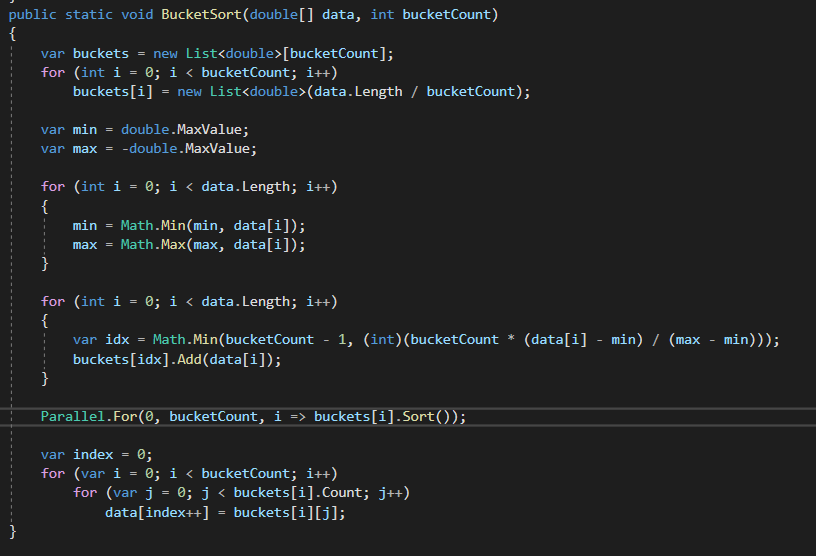 public static void BucketSort(double[] data, int bucketCount)
{
    var buckets = new List<double>[bucketCount];
    for (int i = 0; i < bucketCount; i++)
        buckets[i] = new List<double>(data.Length / bucketCount);

    var min = double.MaxValue;
    var max = -double.MaxValue;

    for (int i = 0; i < data.Length; i++)
    {
        min = Math.Min(min, data[i]);
        max = Math.Max(max, data[i]);
    }

    for (int i = 0; i < data.Length; i++)
    {
        var idx = Math.Min(bucketCount - 1, (int)(bucketCount * (data[i] - min) / (max - min)));
        buckets[idx].Add(data[i]);
    }

    Parallel.For(0, bucketCount, i => buckets[i].Sort());

    var index = 0;
    for (var i = 0; i < bucketCount; i++)
        for (var j = 0; j < buckets[i].Count; j++)
            data[index++] = buckets[i][j];
}